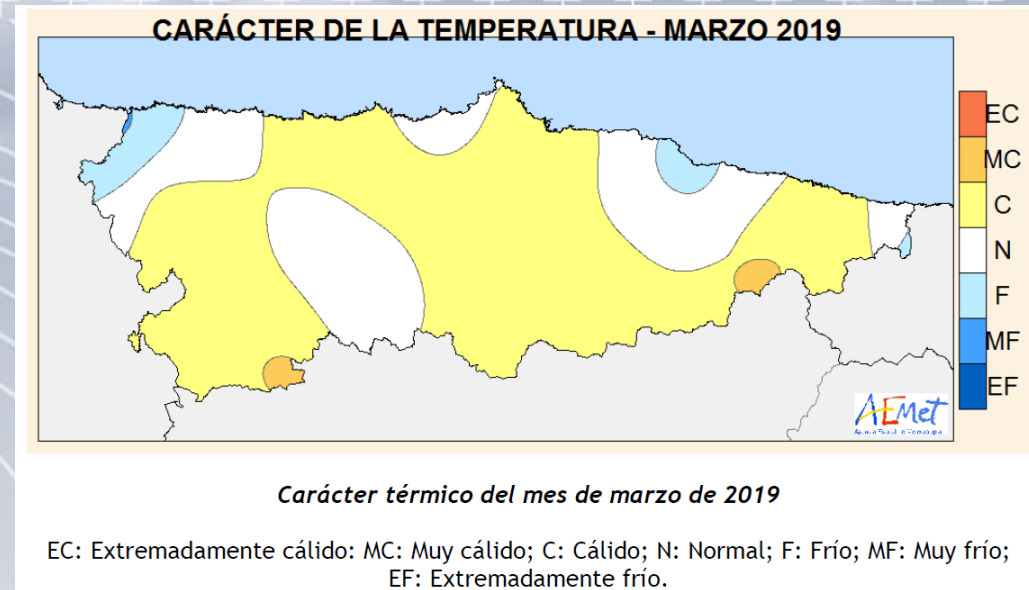 CARÁCTER DE LA TEMPERATURA - MARZO 2019
EC
MC
C
N
F
MF
EF
AEMet
Carácter térmico del mes de marzo de 2019
EC: Extremadamente cálido: MC: Muy cálido; C: Cálido; N: Normal; F: Frío; MF: Muy frío;
EF: Extremadamente frío.